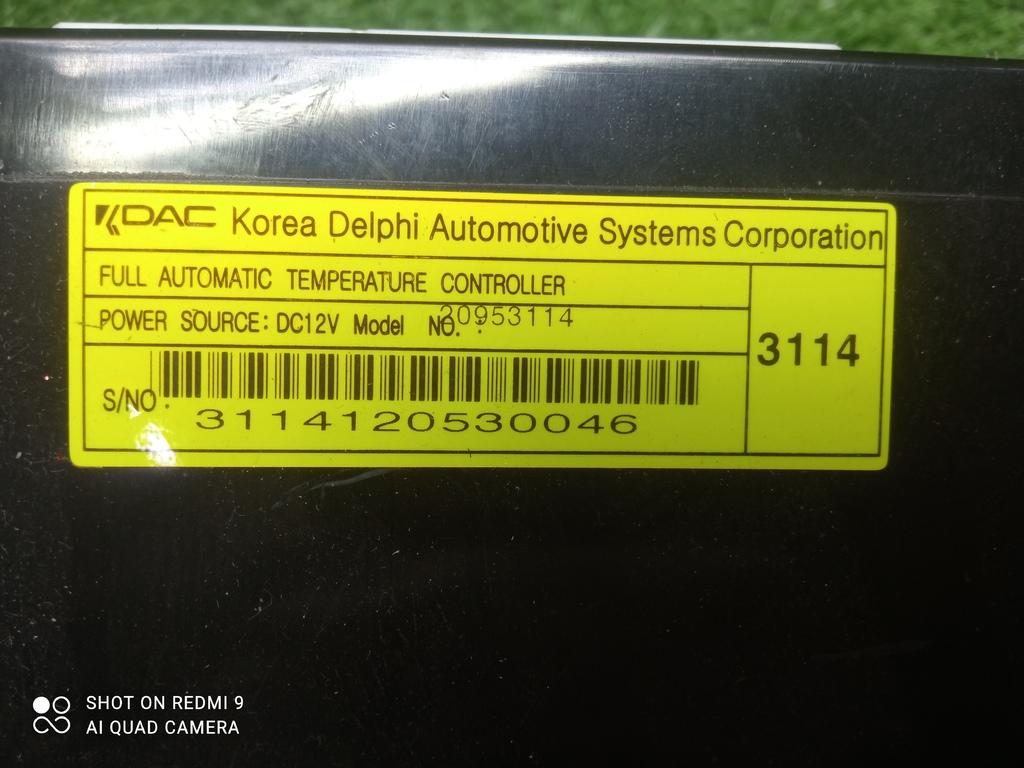 KDAC Korea Delphi Automotive Systems Corporation
FULL AUTOMATIC TEMPERATURE CONTROLLER
POWER SOURCE: DC12V Model NO. : 20953114
3114
S/NO.
3114120530046
SHOT ON REDMI 9
AI QUAD CAMERA